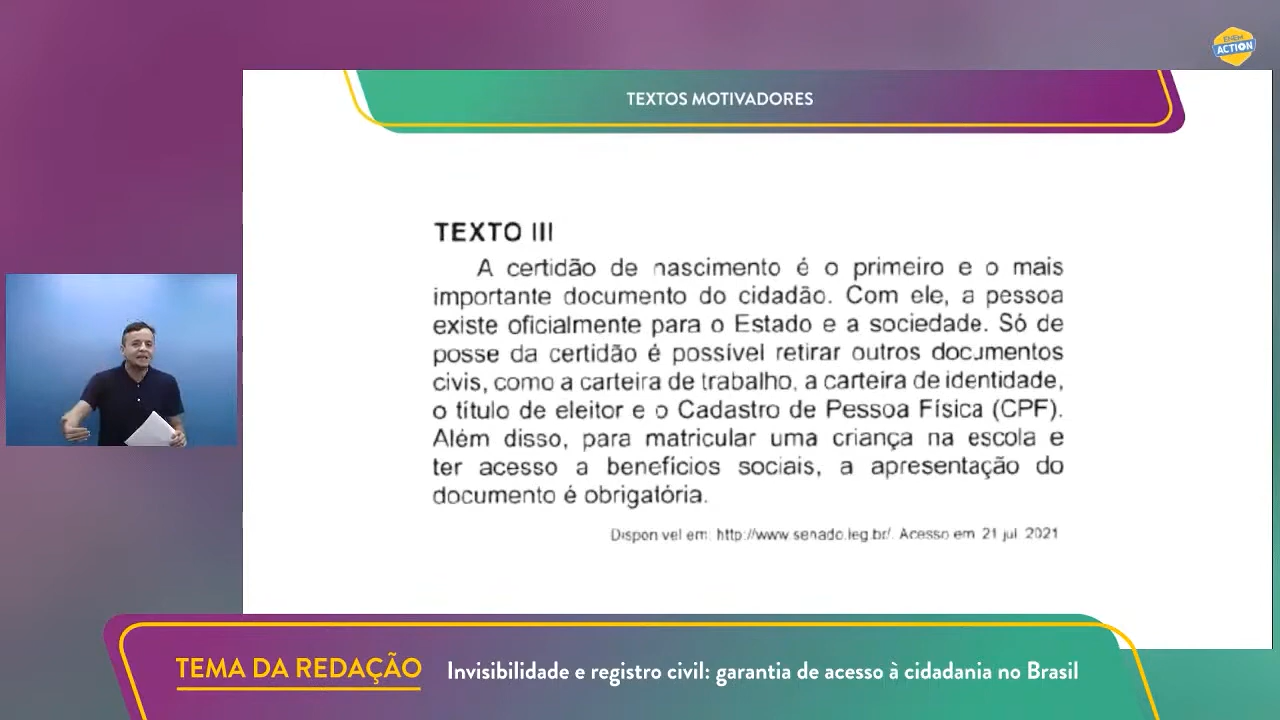 ENEM
ACTION
TEXTOS MOTIVADORES
TEXTO III
A certidão de nascimento é o primeiro e o mais
importante documento do cidadão. Com ele, a pessoa
existe oficialmente para o Estado e a sociedade. Só de
posse da certidão é possível retirar outros documentos
civis, como a carteira de trabalho, a carteira de identidade,
o título de eleitor e o Cadastro de Pessoa Física (CPF).
Além disso, para matricular uma criança na escola e
ter acesso a benefícios sociais, a apresentação do
documento é obrigatória.
Disponível em: http://www.senado.leg.br/. Acesso em 21 jul. 2021
TEMA DA REDAÇÃO Invisibilidade e registro civil: garantia de acesso à cidadania no Brasil